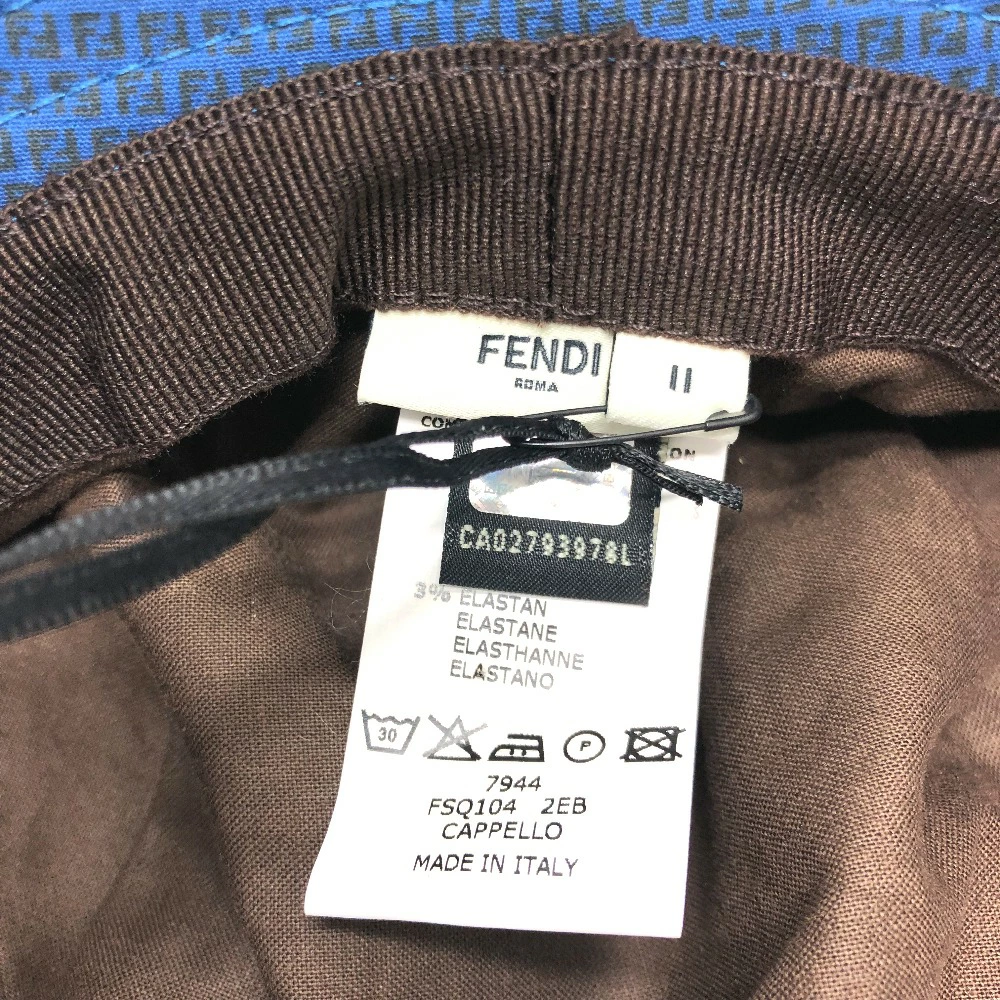 FENDI
ROMA
II
CA02793978L
3% ELASTAN
ELASTANE
ELASTHANNE
ELASTANO
30
P
7944
FSQ104 2EB
CAPPELLO
MADE IN ITALY